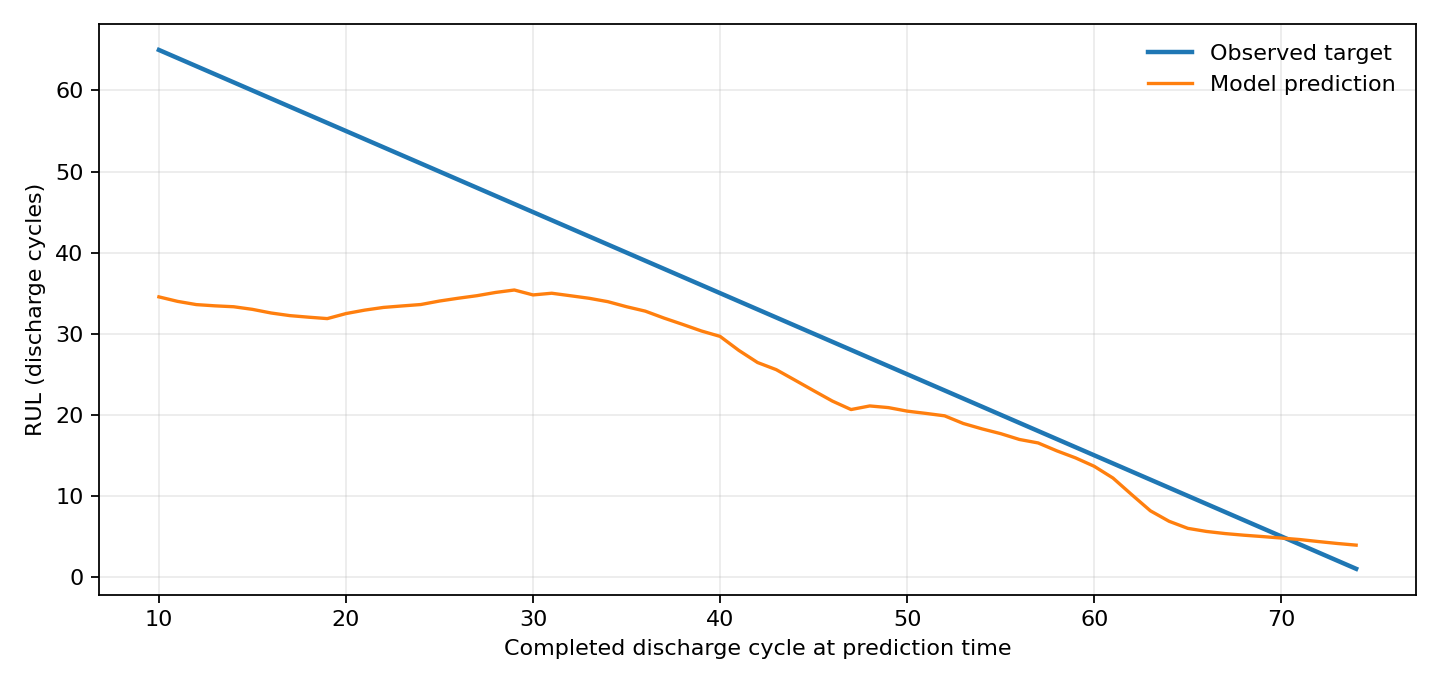 Observed target
Model prediction
60
50
40
30
20
10
0
RUL (discharge cycles)
10 20 30 40 50 60 70
Completed discharge cycle at prediction time